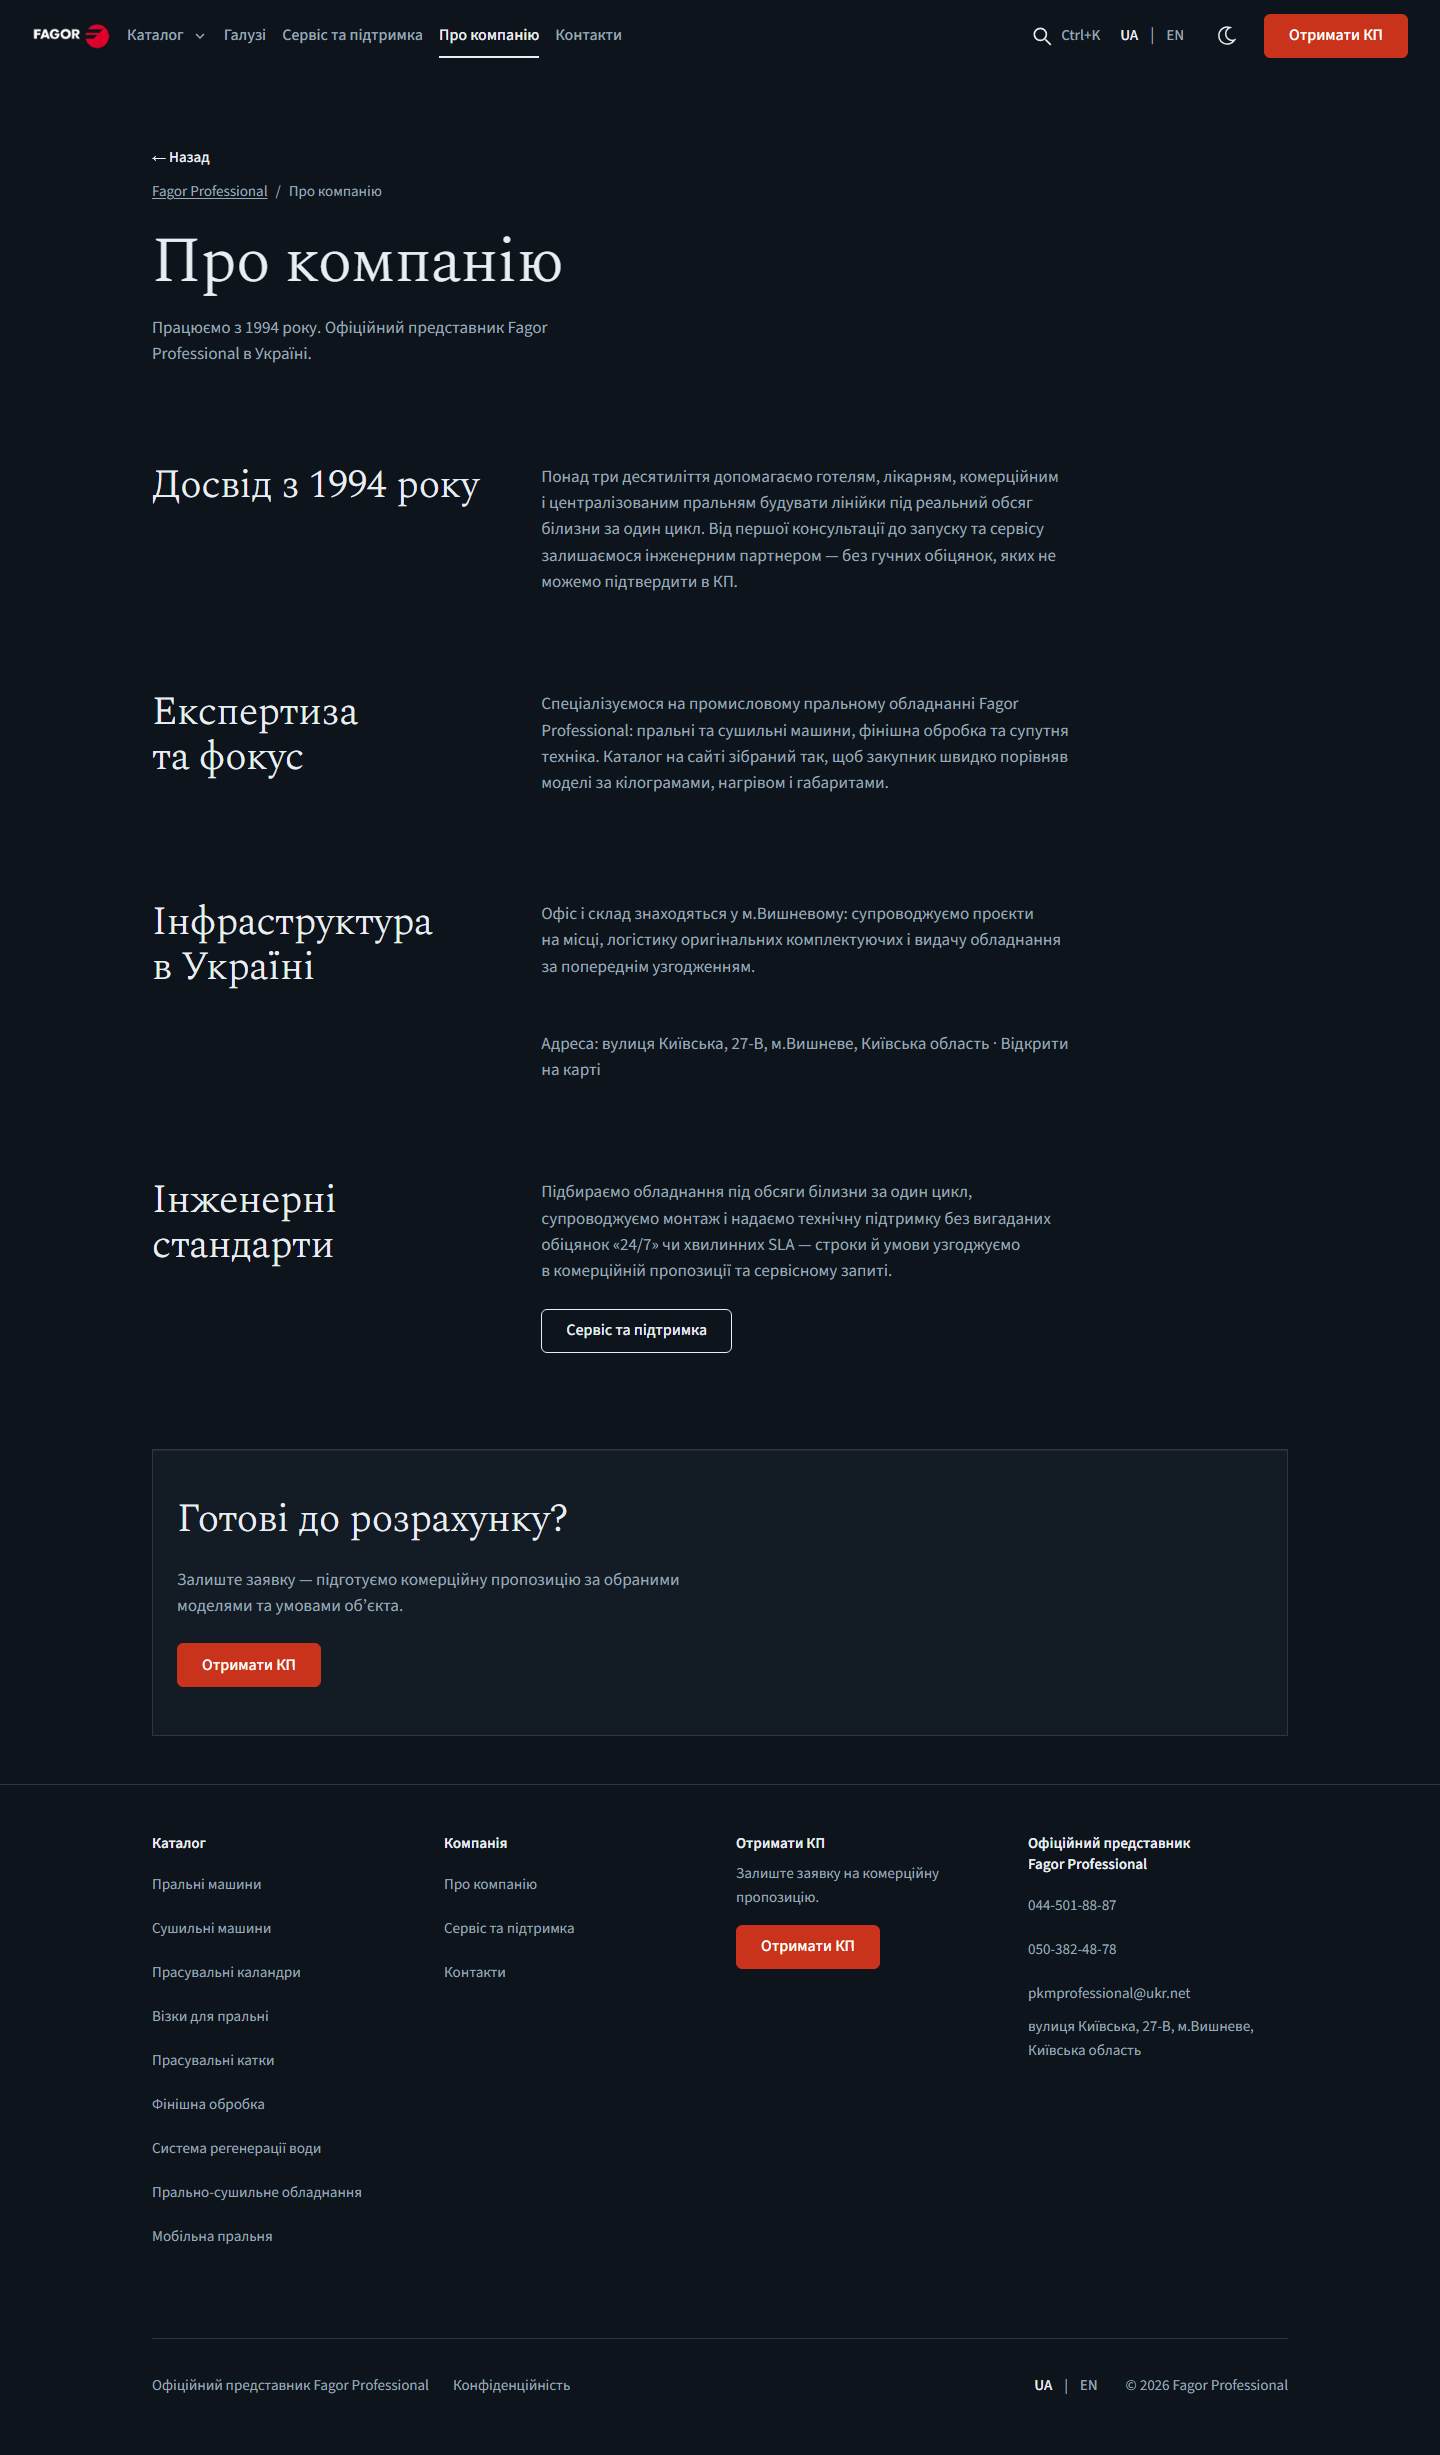 FAGOR
Каталог
Галузі
Сервіс та підтримка
Про компанію
Контакти
Ctrl+K
UA | EN
Отримати КП
← Назад
Fagor Professional / Про компанію
Про компанію
Працюємо з 1994 року. Офіційний представник Fagor
Professional в Україні.
Досвід з 1994 року
Понад три десятиліття допомагаємо готелям, лікарням, комерційним
і централізованим пральням будувати лінійки під реальний обсяг
білизни за один цикл. Від першої консультації до запуску та сервісу
залишаємося інженерним партнером — без гучних обіцянок, яких не
можемо підтвердити в КП.
Експертиза
та фокус
Спеціалізуємося на промисловому пральному обладнанні Fagor
Professional: пральні та сушильні машини, фінішна обробка та супутня
техніка. Каталог на сайті зібраний так, щоб закупник швидко порівняв
моделі за кілограмами, нагрівом і габаритами.
Інфраструктура
в Україні
Офіс і склад знаходяться у м.Вишневому: супроводжуємо проєкти
на місці, логістику оригінальних комплектуючих і видачу обладнання
за попереднім узгодженням.
Адреса: вулиця Київська, 27-В, м.Вишневе, Київська область · Відкрити
на карті
Інженерні
стандарти
Підбираємо обладнання під обсяги білизни за один цикл,
супроводжуємо монтаж і надаємо технічну підтримку без вигаданих
обіцянок «24/7» чи хвилинних SLA — строки й умови узгоджуємо
в комерційній пропозиції та сервісному запиті.
Сервіс та підтримка
Готові до розрахунку?
Залиште заявку — підготуємо комерційну пропозицію за обраними
моделями та умовами об’єкта.
Отримати КП
Каталог
Пральні машини
Сушильні машини
Прасувальні каландри
Візки для пральні
Прасувальні катки
Фінішна обробка
Система регенерації води
Прально-сушильне обладнання
Мобільна пральня
Компанія
Про компанію
Сервіс та підтримка
Контакти
Отримати КП
Залиште заявку на комерційну
пропозицію.
Отримати КП
Офіційний представник
Fagor Professional
044-501-88-87
050-382-48-78
pkmprofessional@ukr.net
вулиця Київська, 27-В, м.Вишневе,
Київська область
Офіційний представник Fagor Professional
Конфіденційність
UA | EN
© 2026 Fagor Professional